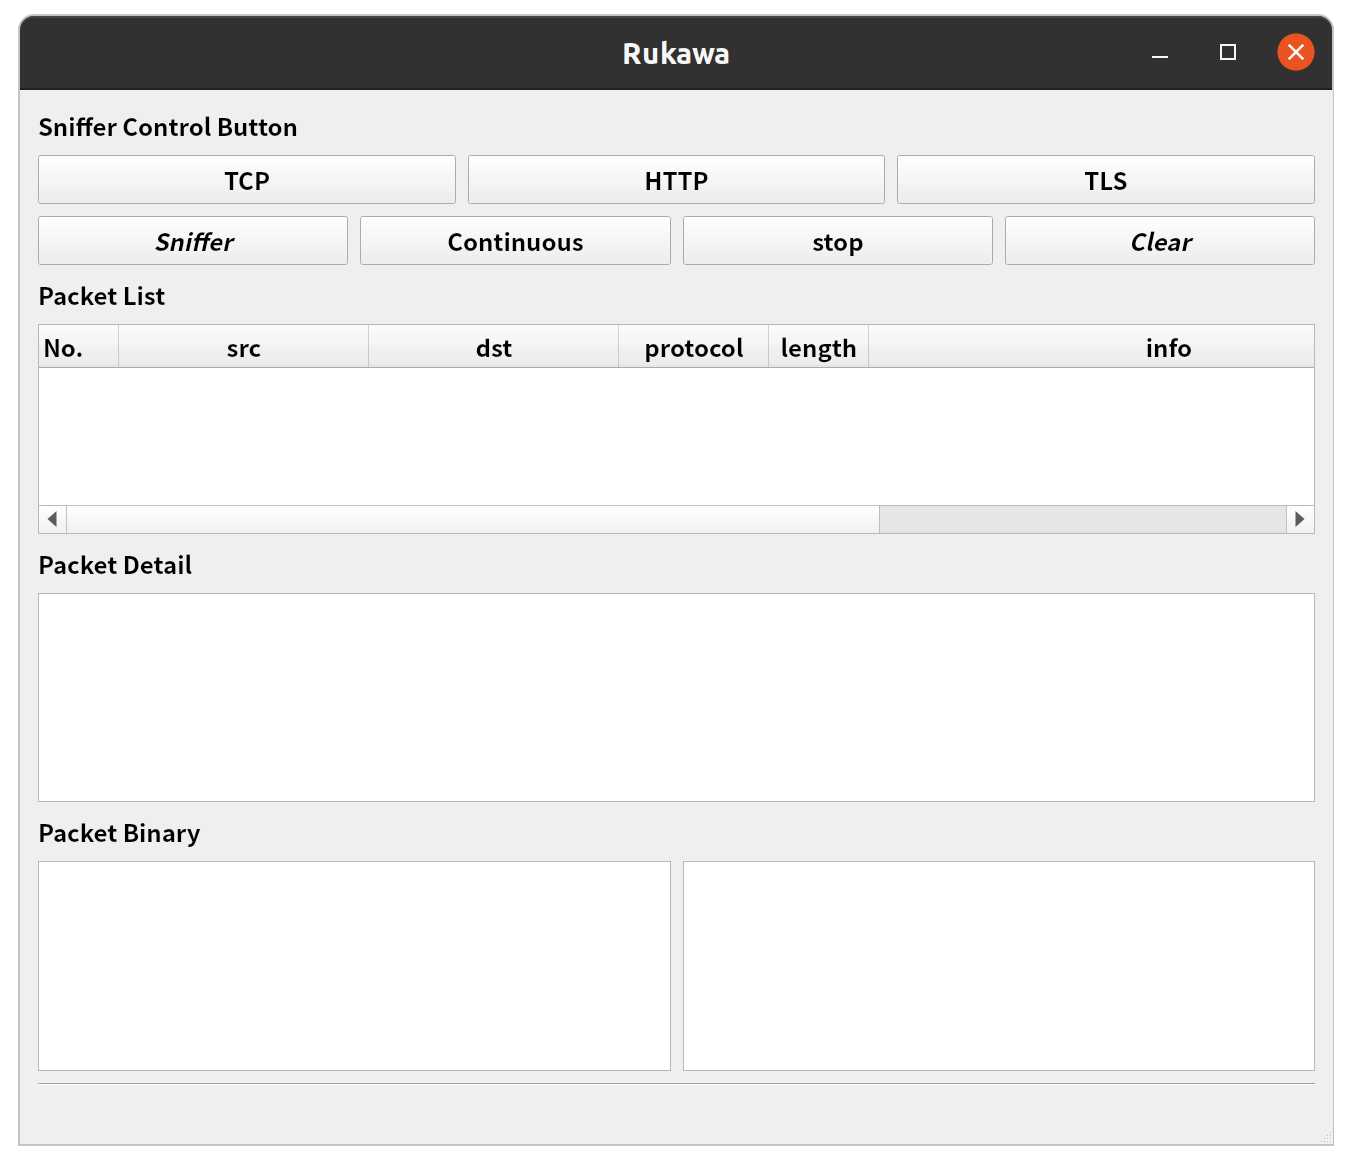 Rukawa
Sniffer Control Button
TCP HTTP TLS
Sniffer Continuous stop Clear
Packet List
No. src dst protocol length info
Packet Detail
Packet Binary